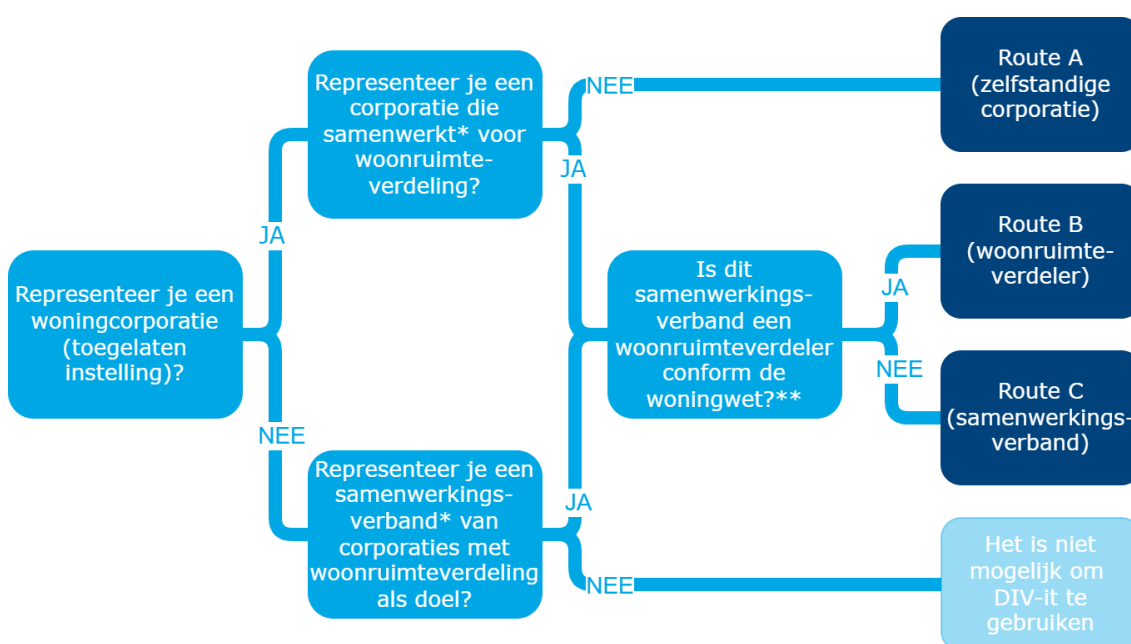 Representeer je een
woningcorporatie
(toegelaten
instelling)?
JA
NEE
Representeer je een
corporatie die
samenwerkt* voor
woonruimte-
verdeling?
NEE
JA
Representeer je een
samenwerkings-
verband* van
corporaties met
woonruimteverdeling
als doel?
JA
NEE
Is dit
samenwerkings-
verband een
woonruimteverdeler
conform de
woningwet?**
JA
NEE
Route A
(zelfstandige
corporatie)
Route B
(woonruimte-
verdeler)
Route C
(samenwerkings-
verband)
Het is niet
mogelijk om
DIV-it te
gebruiken